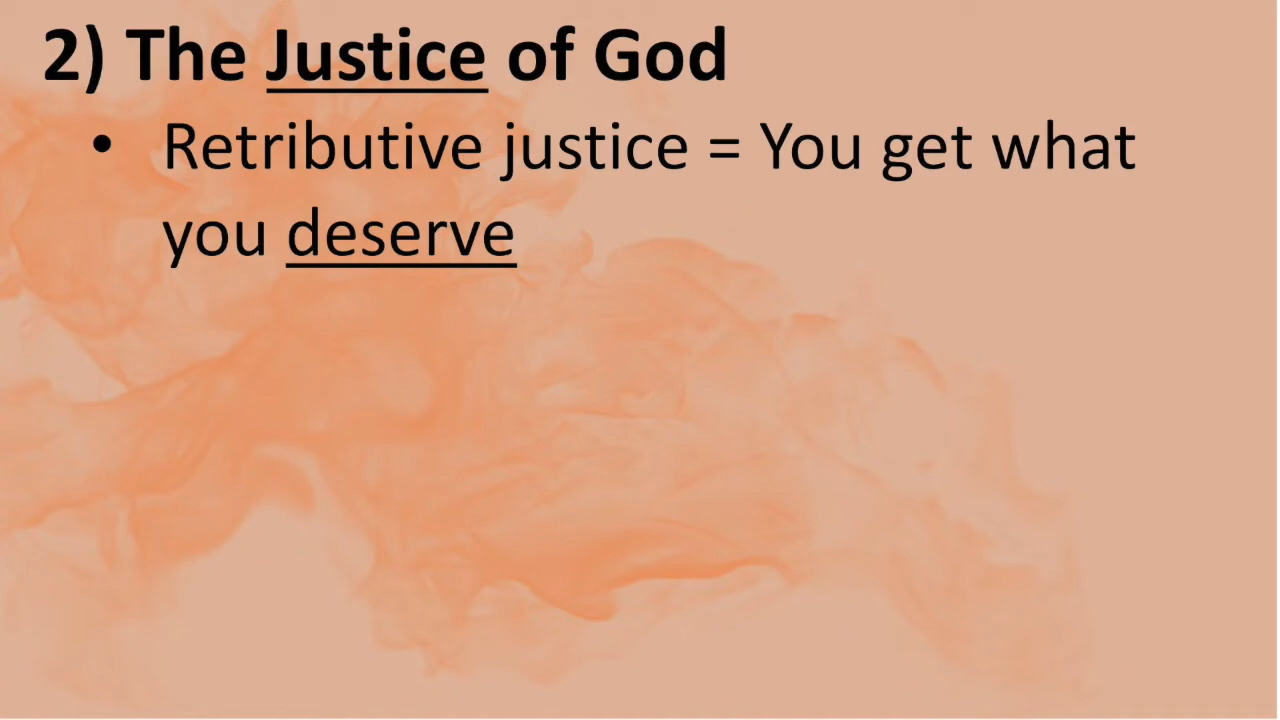 2) The Justice of God
• Retributive justice = You get what
you deserve